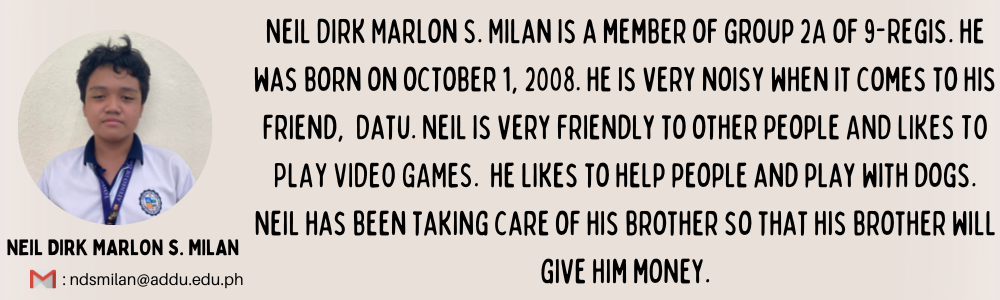 NEIL DIRK MARLON S. MILAN IS A MEMBER OF GROUP 2A OF 9-REGIS. HE
WAS BORN ON OCTOBER 1, 2008. HE IS VERY NOISY WHEN IT COMES TO HIS
FRIEND, DATU. NEIL IS VERY FRIENDLY TO OTHER PEOPLE AND LIKES TO
PLAY VIDEO GAMES. HE LIKES TO HELP PEOPLE AND PLAY WITH DOGS.
NEIL HAS BEEN TAKING CARE OF HIS BROTHER SO THAT HIS BROTHER WILL
GIVE HIM MONEY.
NEIL DIRK MARLON S. MILAN
: ndsmilan@addu.edu.ph